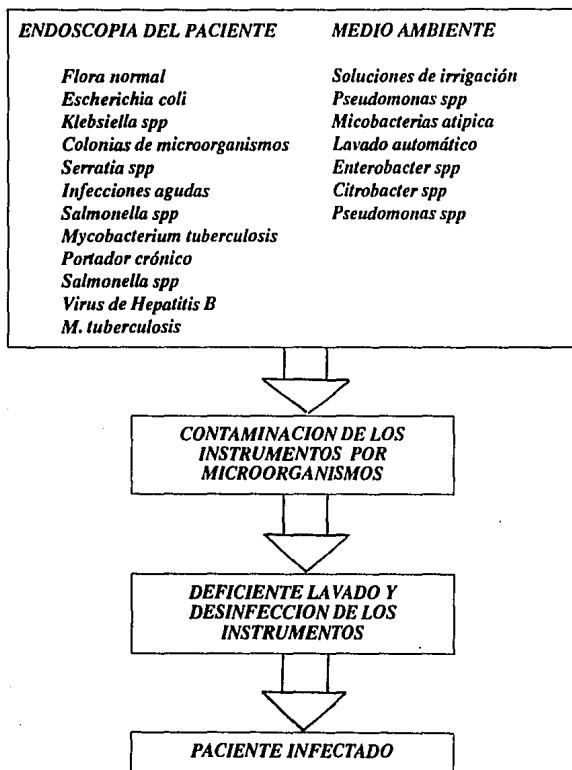 ENDOSCOPIA DEL PACIENTE
Flora normal
Escherichia coli
Klebsiella spp
Colonias de microorganismos
Serratia spp
Infecciones agudas
Salmonella spp
Mycobacterium tuberculosis
Portador crónico
Salmonella spp
Virus de Hepatitis B
M. tuberculosis
MEDIO AMBIENTE
Soluciones de irrigación
Pseudomonas spp
Micobacterias atipica
Lavado automático
Enterobacter spp
Citrobacter spp
Pseudomonas spp
CONTAMINACION DE LOS
INSTRUMENTOS POR
MICROORGANISMOS
DEFICIENTE LAVADO Y
DESINFECCION DE LOS
INSTRUMENTOS
PACIENTE INFECTADO